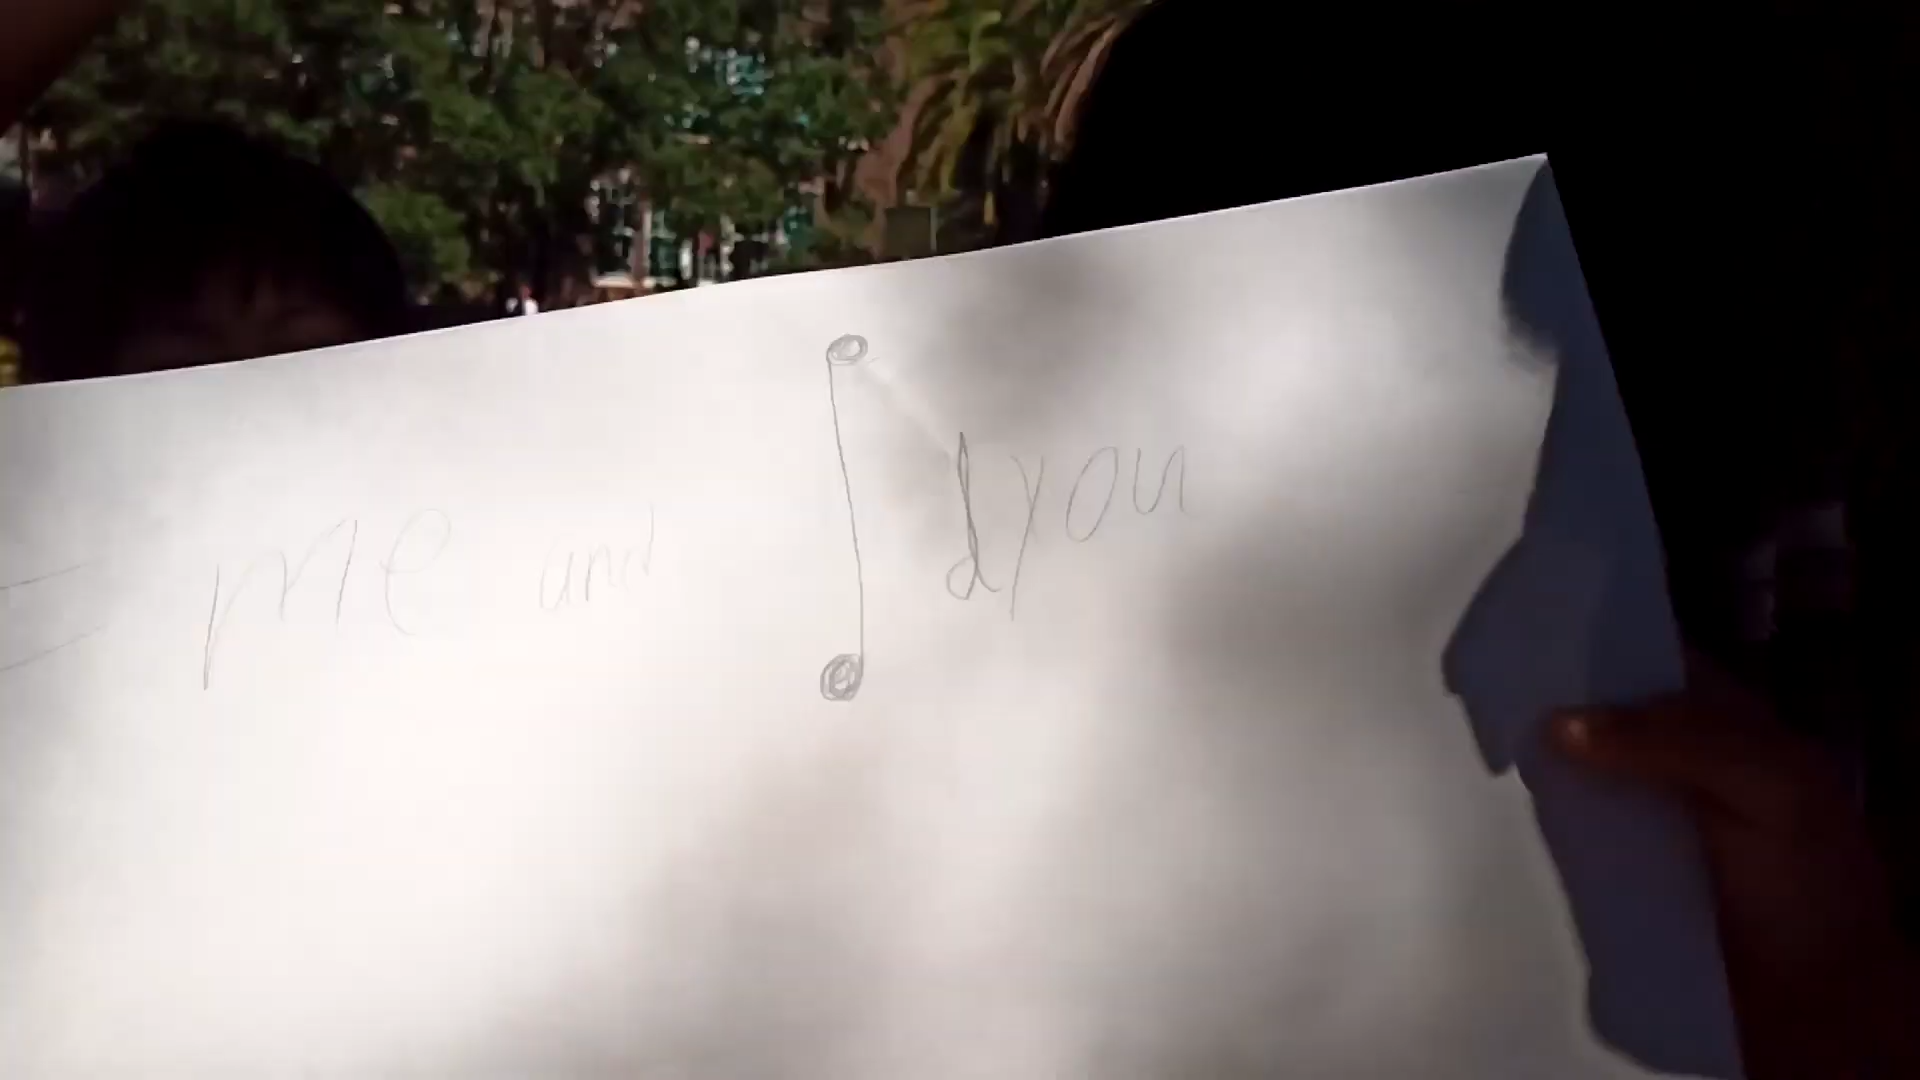 = me and ∫ dyou